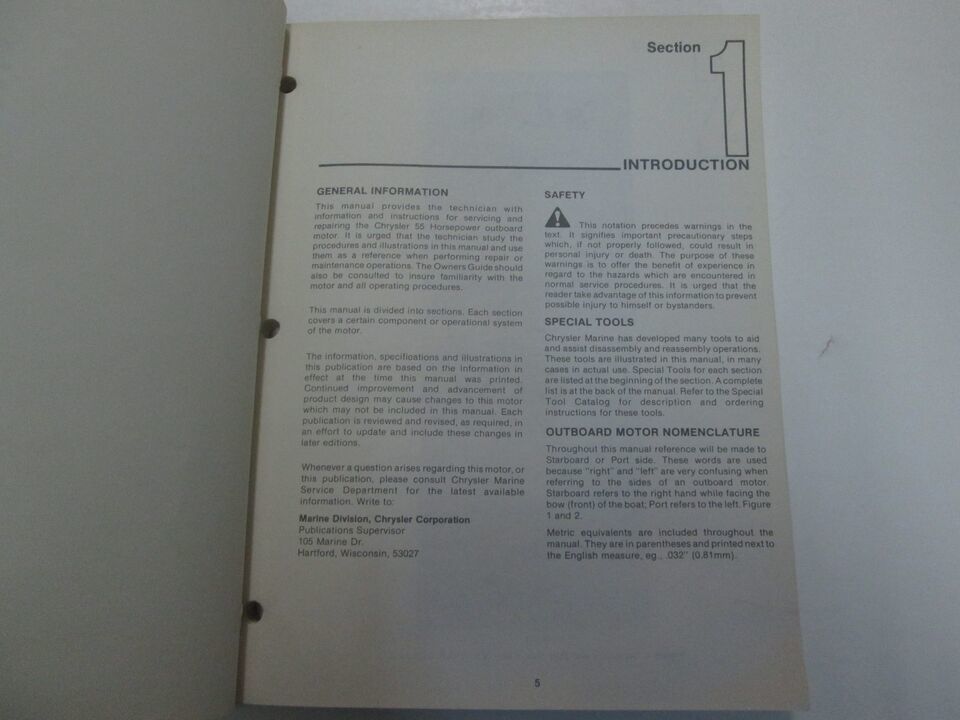 Section
1
INTRODUCTION
GENERAL INFORMATION
This manual provides the technician with
information and instructions for servicing and
repairing the Chrysler 55 Horsepower outboard
motor. It is urged that the technician study the
procedures and illustrations in this manual and use
them as a reference when performing repair or
maintenance operations. The Owners Guide should
also be consulted to insure familiarity with the
motor and all operating procedures.
This manual is divided into sections. Each section
covers a certain component or operational system
of the motor.
The information, specifications and illustrations in
this publication are based on the information in
effect at the time this manual was printed.
Continued improvement and advancement of
product design may cause changes to this motor
which may not be included in this manual. Each
publication is reviewed and revised, as required, in
an effort to update and include these changes in
later editions.
Whenever a question arises regarding this motor, or
this publication, please consult Chrysler Marine
Service Department for the latest available
information. Write to:
Marine Division, Chrysler Corporation
Publications Supervisor
105 Marine Dr.
Hartford, Wisconsin, 53027
SAFETY
! This notation precedes warnings in the
text. It signifies important precautionary steps
which, if not properly followed, could result in
personal injury or death. The purpose of these
warnings is to offer the benefit of experience in
regard to the hazards which are encountered in
normal service procedures. It is urged that the
reader take advantage of this information to prevent
possible injury to himself or bystanders.
SPECIAL TOOLS
Chrysler Marine has developed many tools to aid
and assist disassembly and reassembly operations.
These tools are illustrated in this manual, in many
cases in actual use. Special Tools for each section
are listed at the beginning of the section. A complete
list is at the back of the manual. Refer to the Special
Tool Catalog for description and ordering
instructions for these tools.
OUTBOARD MOTOR NOMENCLATURE
Throughout this manual reference will be made to
Starboard or Port side. These words are used
because "right" and "left" are very confusing when
referring to the sides of an outboard motor.
Starboard refers to the right hand while facing the
bow (front) of the boat; Port refers to the left. Figure
1 and 2.
Metric equivalents are included throughout the
manual. They are in parentheses and printed next to
the English measure, eg., .032" (0.81mm).
5